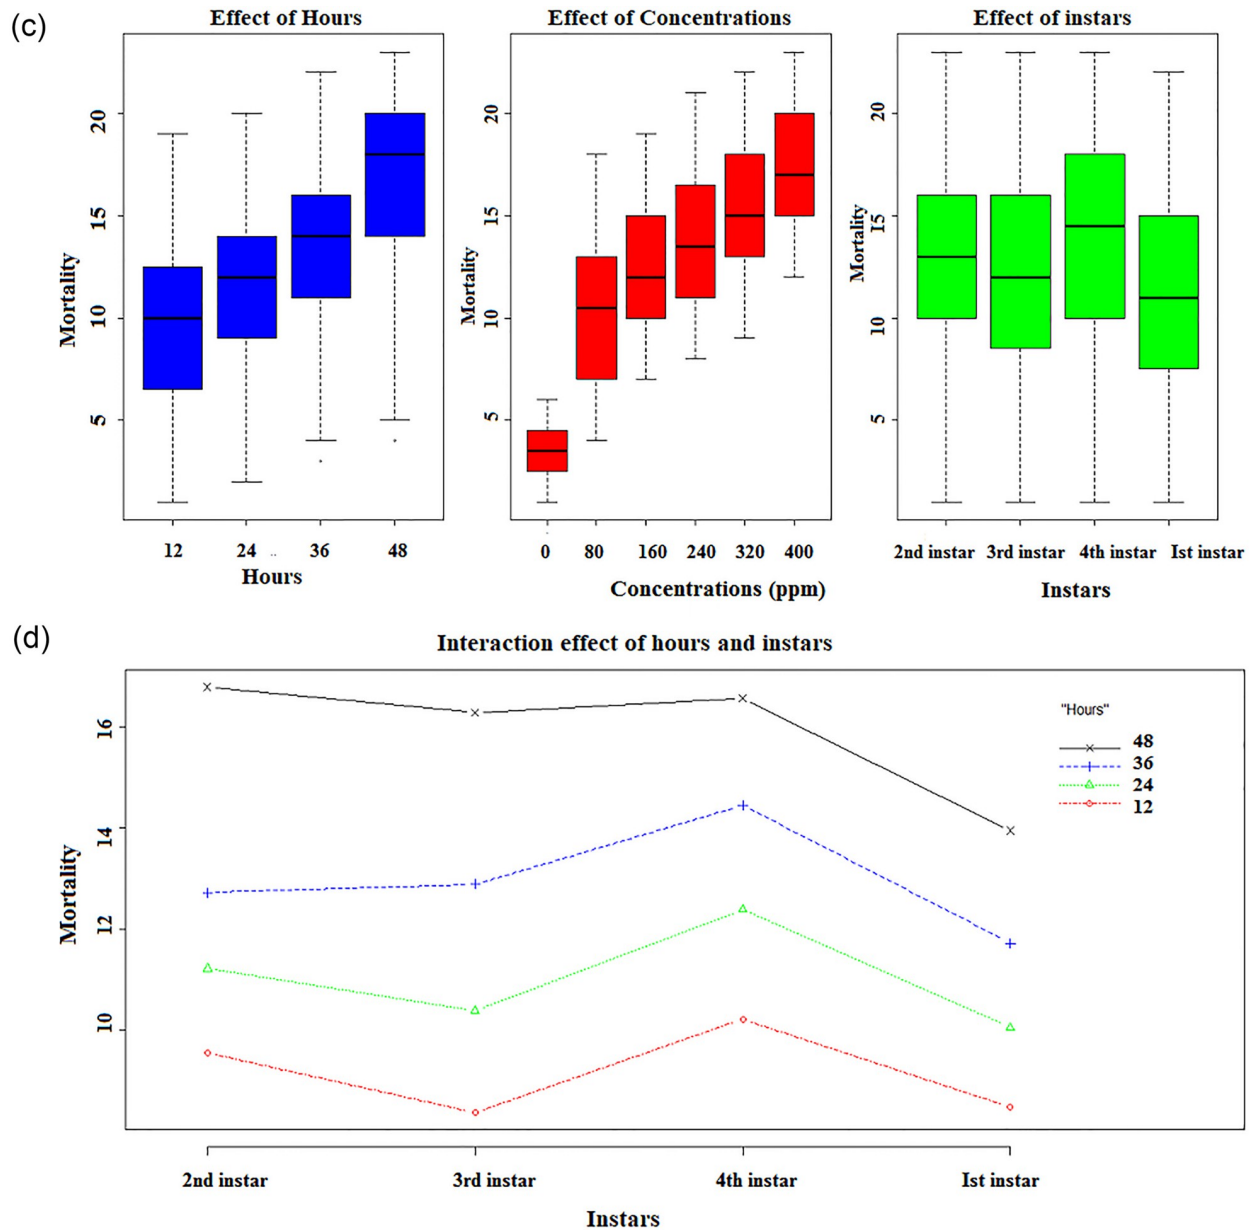 (c)
Effect of Hours
Mortality
20
15
10
5
12 24 36 48
Hours
Effect of Concentrations
Mortality
20
15
10
5
0 80 160 240 320 400
Concentrations (ppm)
Effect of instars
Mortality
20
15
10
5
2nd instar 3rd instar 4th instar Ist instar
Instars
(d)
Interaction effect of hours and instars
Mortality
16
14
12
10
"Hours"
48
36
24
12
2nd instar 3rd instar 4th instar Ist instar
Instars